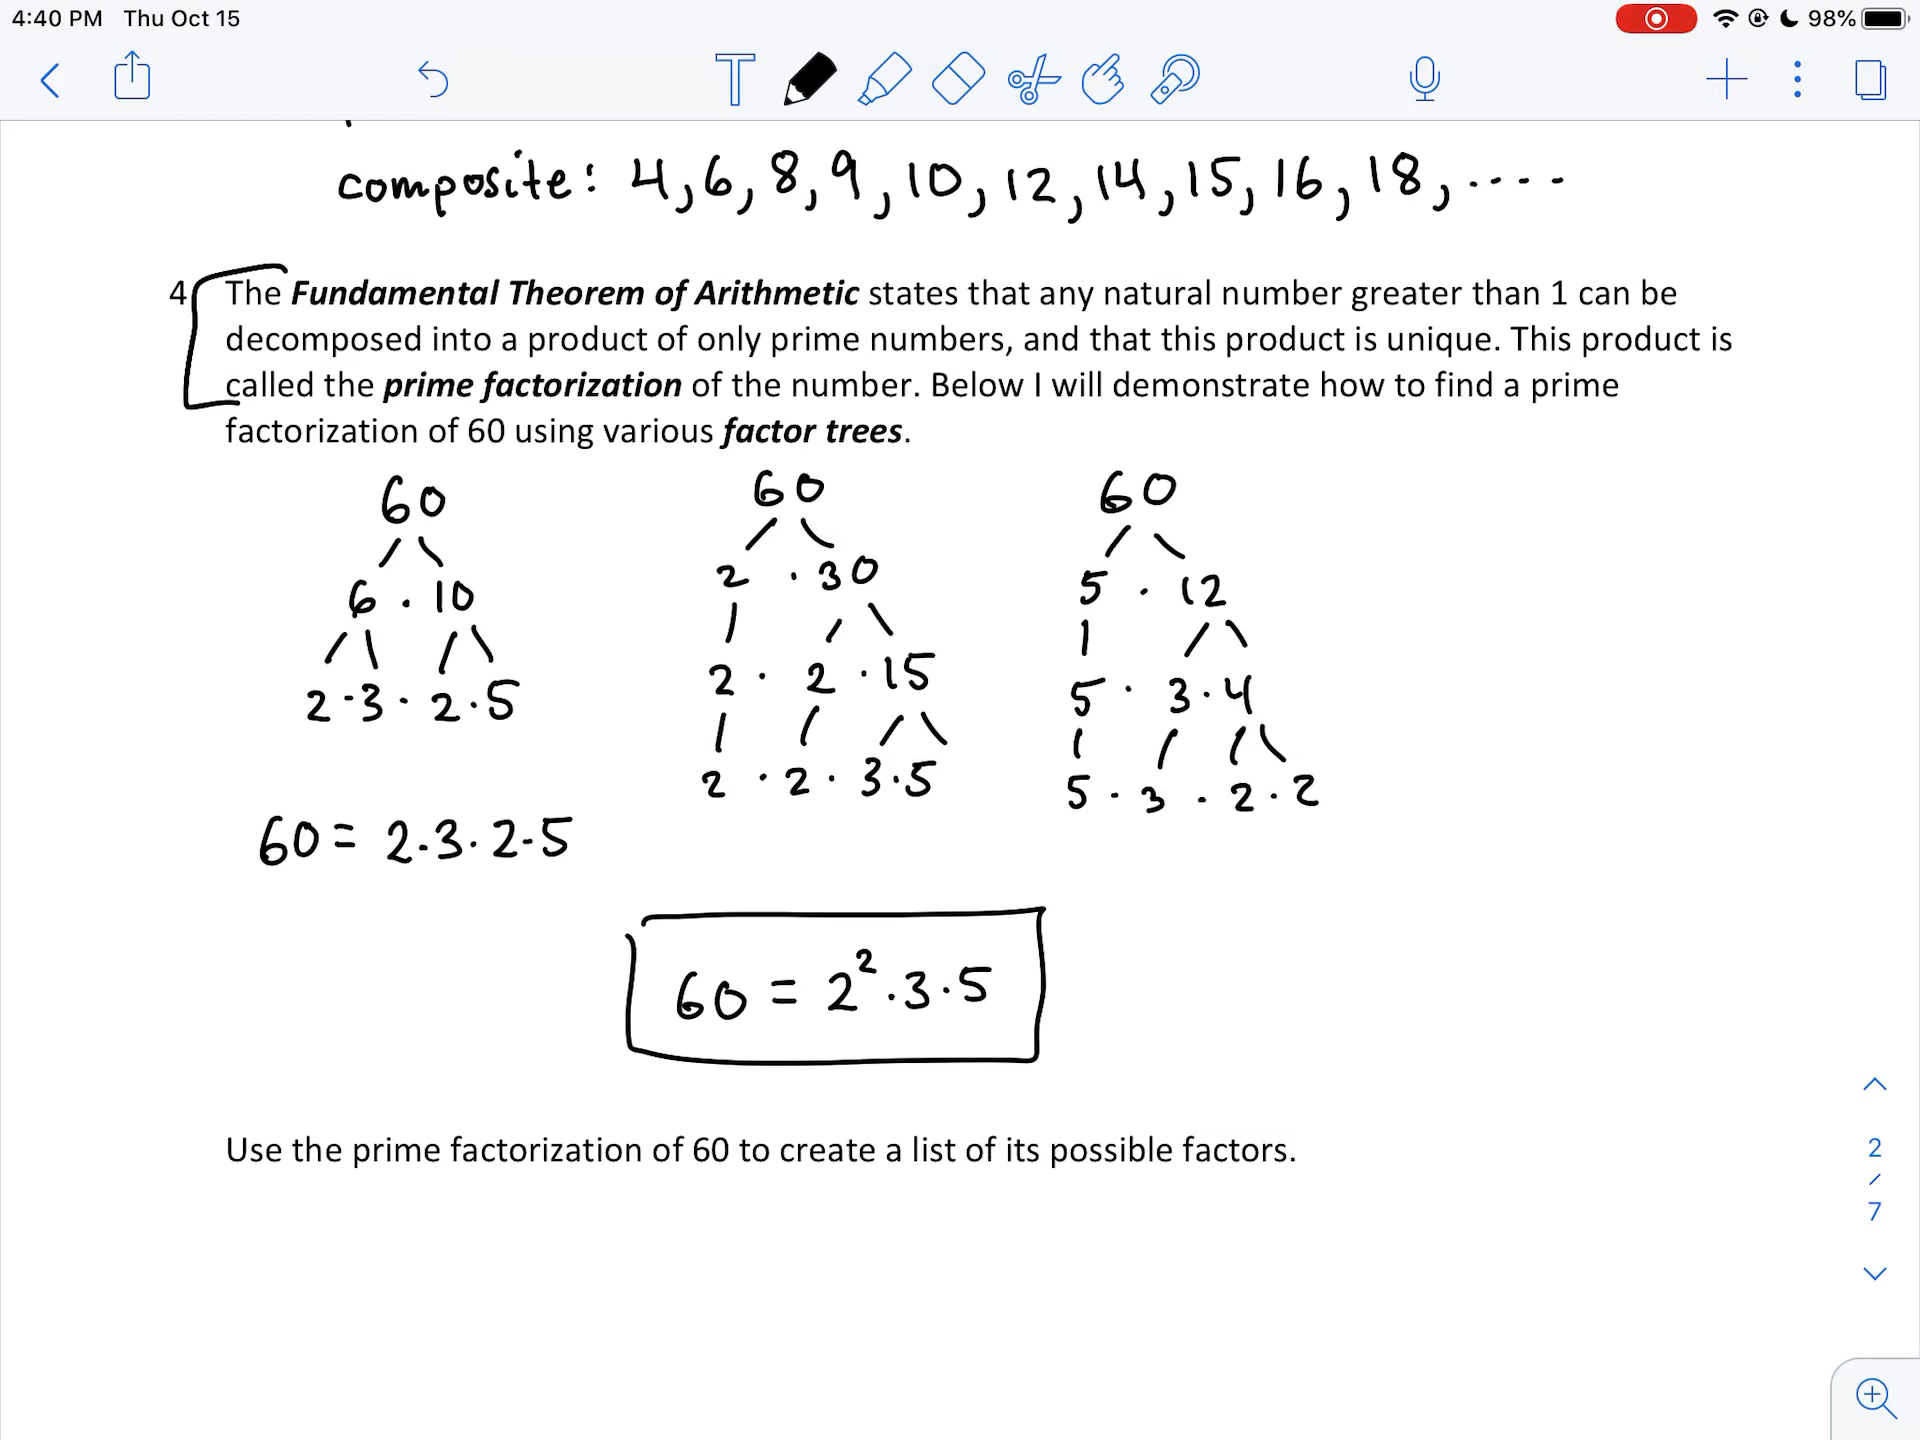 4:40 PM Thu Oct 15
98%
composite: 4, 6, 8, 9, 10, 12, 14, 15, 16, 18, ....
4 The Fundamental Theorem of Arithmetic states that any natural number greater than 1 can be
decomposed into a product of only prime numbers, and that this product is unique. This product is
called the prime factorization of the number. Below I will demonstrate how to find a prime
factorization of 60 using various factor trees.
60 60 60
6 · 10 2 · 30 5 · 12
2 · 3 · 2 · 5 2 · 2 · 15 5 · 3 · 4
2 · 2 · 3 · 5 5 · 3 · 2 · 2
60 = 2 · 3 · 2 · 5
60 = 2² · 3 · 5
Use the prime factorization of 60 to create a list of its possible factors.
2
/
7